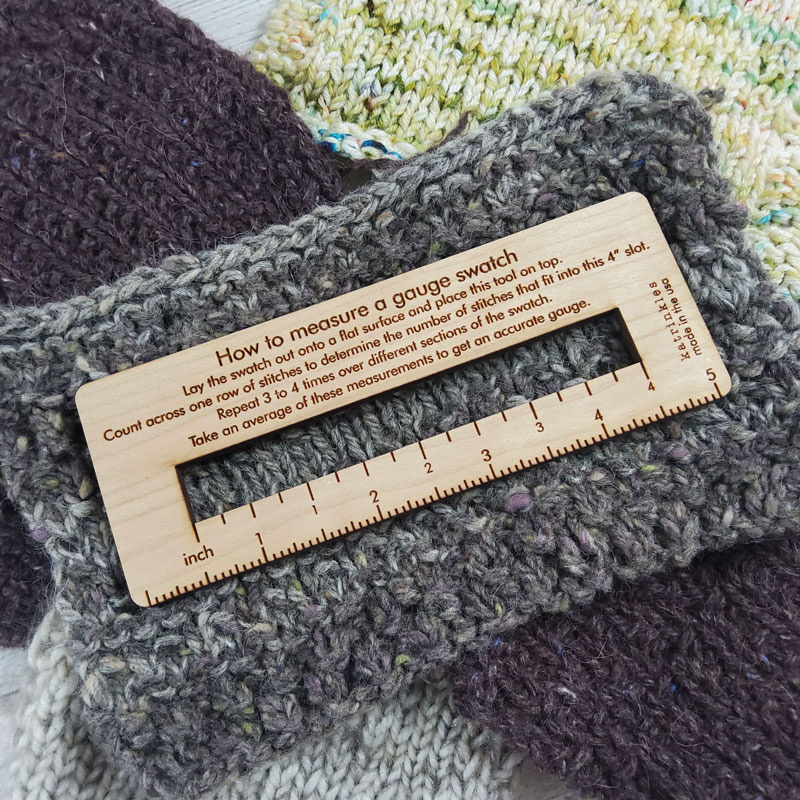 How to measure a gauge swatch
Lay the swatch out onto a flat surface and place this tool on top.
Count across one row of stitches to determine the number of stitches that fit into this 4" slot.
Repeat 3 to 4 times over different sections of the swatch.
Take an average of these measurements to get an accurate gauge.
katrinkles
made in the usa
1 2 3 4
inch 1 2 3 4 5